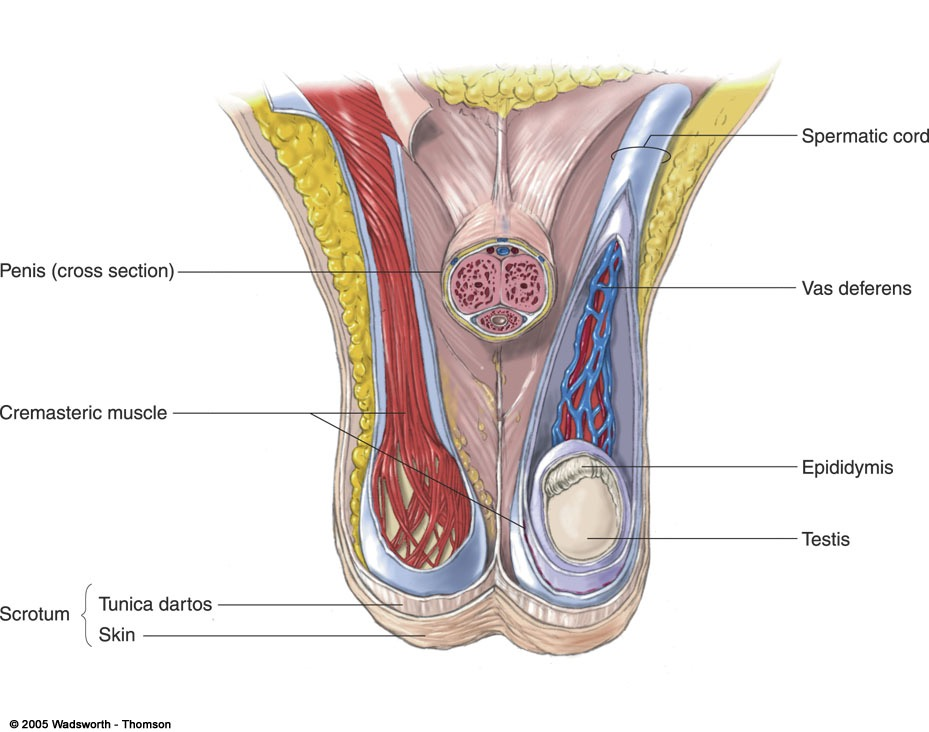 Spermatic cord
Penis (cross section)
Vas deferens
Cremasteric muscle
Epididymis
Testis
Scrotum
Tunica dartos
Skin
© 2005 Wadsworth - Thomson